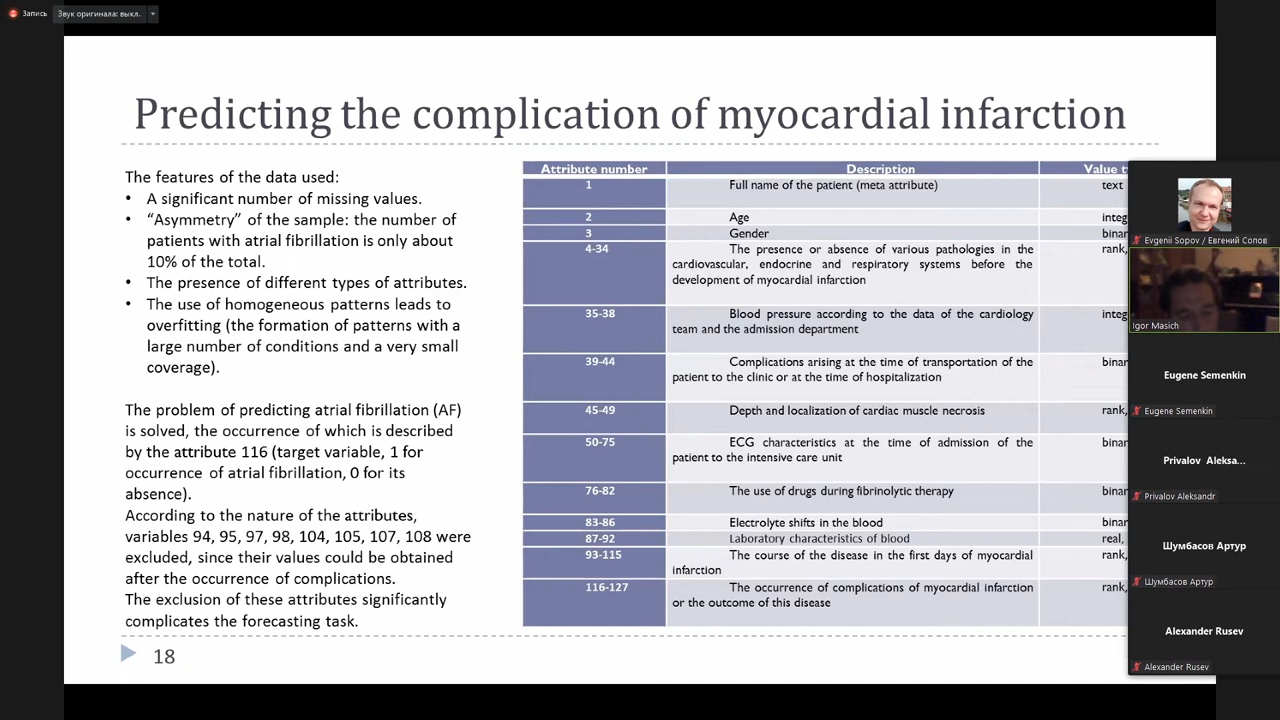 Запись
Звук оригинала: выкл.
Predicting the complication of myocardial infarction
The features of the data used:
• A significant number of missing values.
• “Asymmetry” of the sample: the number of
patients with atrial fibrillation is only about
10% of the total.
• The presence of different types of attributes.
• The use of homogeneous patterns leads to
overfitting (the formation of patterns with a
large number of conditions and a very small
coverage).
The problem of predicting atrial fibrillation (AF)
is solved, the occurrence of which is described
by the attribute 116 (target variable, 1 for
occurrence of atrial fibrillation, 0 for its
absence).
According to the nature of the attributes,
variables 94, 95, 97, 98, 104, 105, 107, 108 were
excluded, since their values could be obtained
after the occurrence of complications.
The exclusion of these attributes significantly
complicates the forecasting task.
18
Attribute number Description Value t
1 Full name of the patient (meta attribute) text
2 Age integ
3 Gender binar
4-34 The presence or absence of various pathologies in the rank,
cardiovascular, endocrine and respiratory systems before the
development of myocardial infarction
35-38 Blood pressure according to the data of the cardiology integ
team and the admission department
39-44 Complications arising at the time of transportation of the binar
patient to the clinic or at the time of hospitalization
45-49 Depth and localization of cardiac muscle necrosis rank,
50-75 ECG characteristics at the time of admission of the binar
patient to the intensive care unit
76-82 The use of drugs during fibrinolytic therapy binar
83-86 Electrolyte shifts in the blood binar
87-92 Laboratory characteristics of blood real,
93-115 The course of the disease in the first days of myocardial rank,
infarction
116-127 The occurrence of complications of myocardial infarction rank,
or the outcome of this disease
Evgenii Sopov / Евгений Сопов
Igor Masich
Eugene Semenkin
Eugene Semenkin
Privalov Aleksa...
Privalov Aleksandr
Шумбасов Артур
Шумбасов Артур
Alexander Rusev
Alexander Rusev